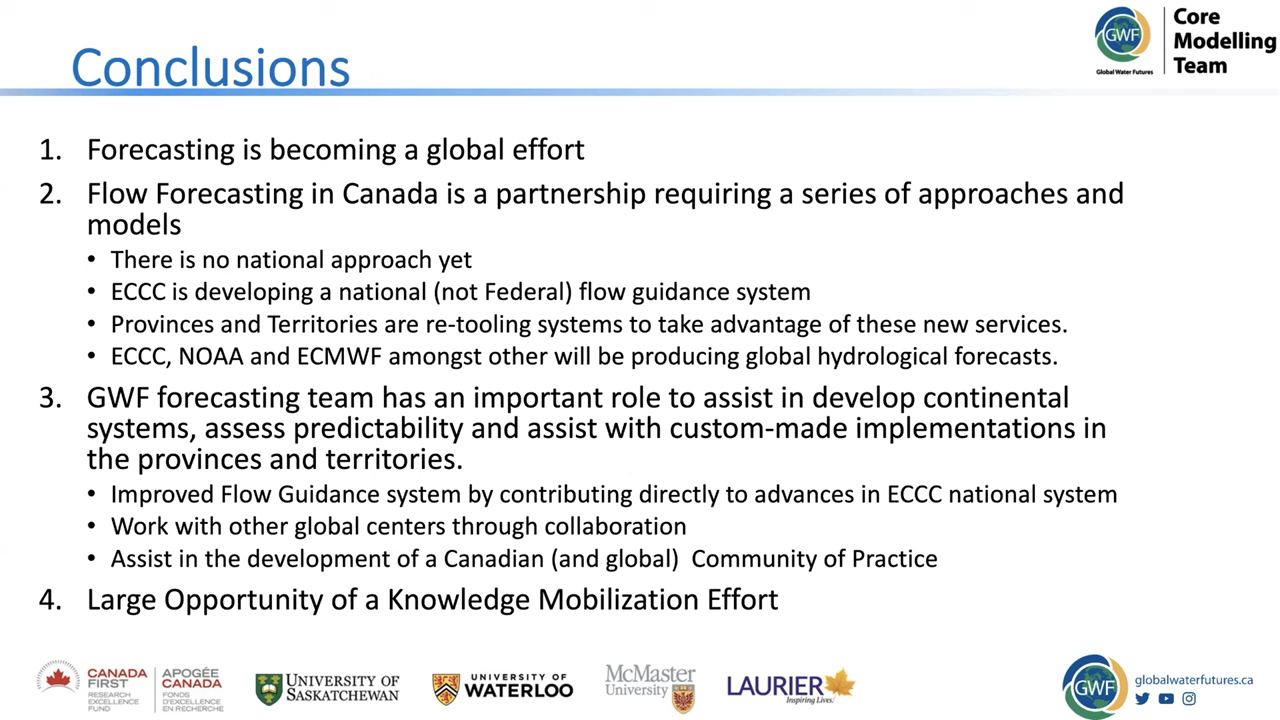 Conclusions
GWF
Global Water Futures
Core
Modelling
Team
1. Forecasting is becoming a global effort
2. Flow Forecasting in Canada is a partnership requiring a series of approaches and
models
• There is no national approach yet
• ECCC is developing a national (not Federal) flow guidance system
• Provinces and Territories are re-tooling systems to take advantage of these new services.
• ECCC, NOAA and ECMWF amongst other will be producing global hydrological forecasts.
3. GWF forecasting team has an important role to assist in develop continental
systems, assess predictability and assist with custom-made implementations in
the provinces and territories.
• Improved Flow Guidance system by contributing directly to advances in ECCC national system
• Work with other global centers through collaboration
• Assist in the development of a Canadian (and global) Community of Practice
4. Large Opportunity of a Knowledge Mobilization Effort
CANADA
FIRST
RESEARCH
EXCELLENCE
FUND
APOGÉE
CANADA
FONDS
D'EXCELLENCE
EN RECHERCHE
UNIVERSITY OF
SASKATCHEWAN
UNIVERSITY OF
WATERLOO
McMaster
University
LAURIER
Inspiring Lives.
GWF
globalwaterfutures.ca